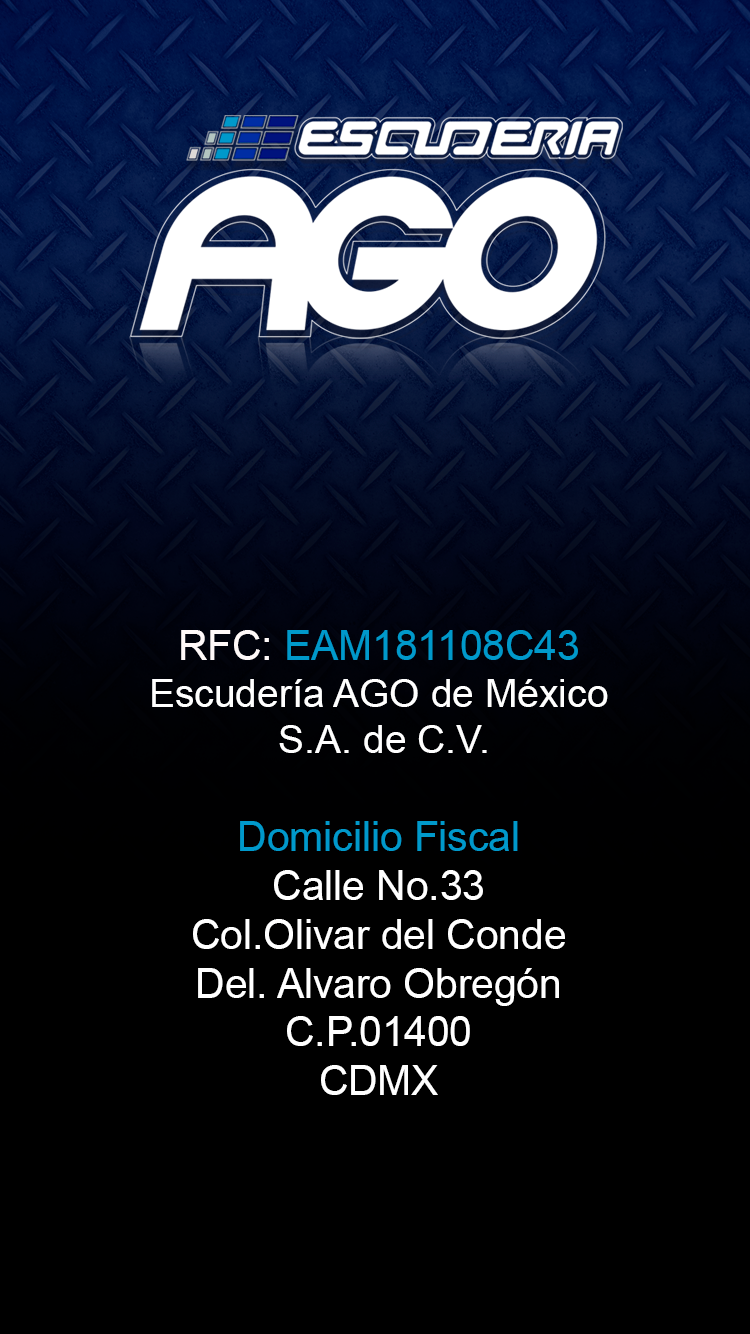 ESCUDERIA
AGO
RFC: EAM181108C43
Escudería AGO de México
S.A. de C.V.
Domicilio Fiscal
Calle No.33
Col.Olivar del Conde
Del. Alvaro Obregón
C.P.01400
CDMX